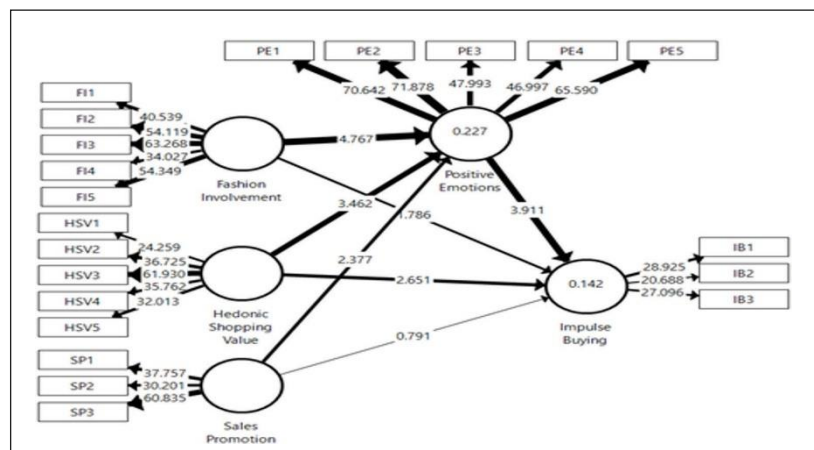 PE1 PE2 PE3 PE4 PE5
70.642 71.878 47.993 46.997 65.590
FI1
FI2
FI3
FI4
FI5
40.539
54.119
63.268
34.027
54.349
Fashion
Involvement
4.767
0.227
Positive
Emotions
3.462
1.786
2.377
3.911
HSV1
HSV2
HSV3
HSV4
HSV5
24.259
36.725
61.930
35.762
32.013
Hedonic
Shopping
Value
2.651
0.791
0.142
Impulse
Buying
28.925
20.688
27.096
IB1
IB2
IB3
SP1
SP2
SP3
37.757
30.201
60.835
Sales
Promotion